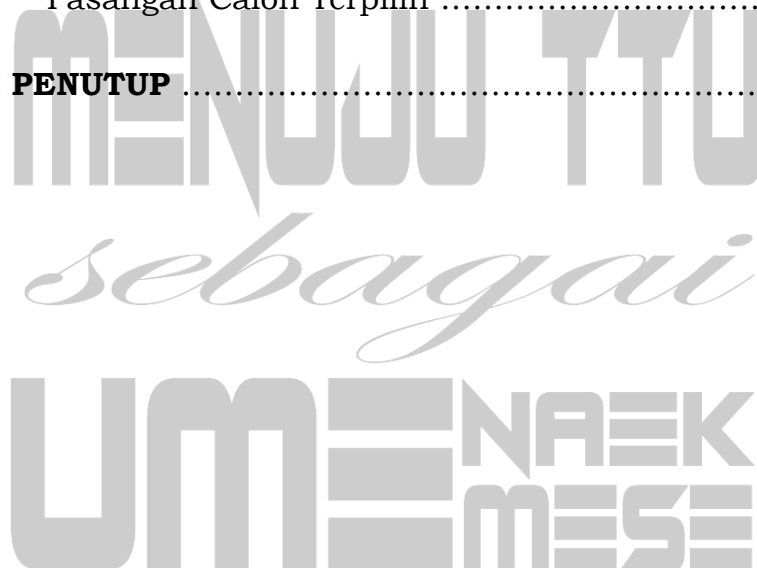 Pasangan Calon Terpilih ...............................
PENUTUP ......................................................
MENUJU TTU
sebagai
UME NAEK
MESE